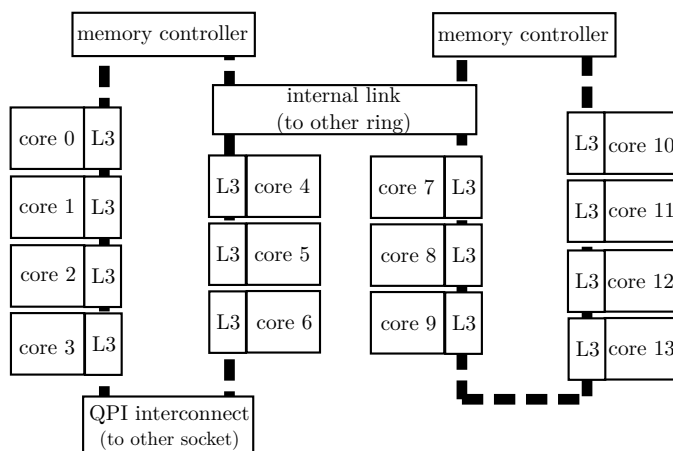 memory controller
memory controller
internal link
(to other ring)
core 0 L3
core 1 L3
core 2 L3
core 3 L3
L3 core 4
L3 core 5
L3 core 6
core 7 L3
core 8 L3
core 9 L3
L3 core 10
L3 core 11
L3 core 12
L3 core 13
QPI interconnect
(to other socket)